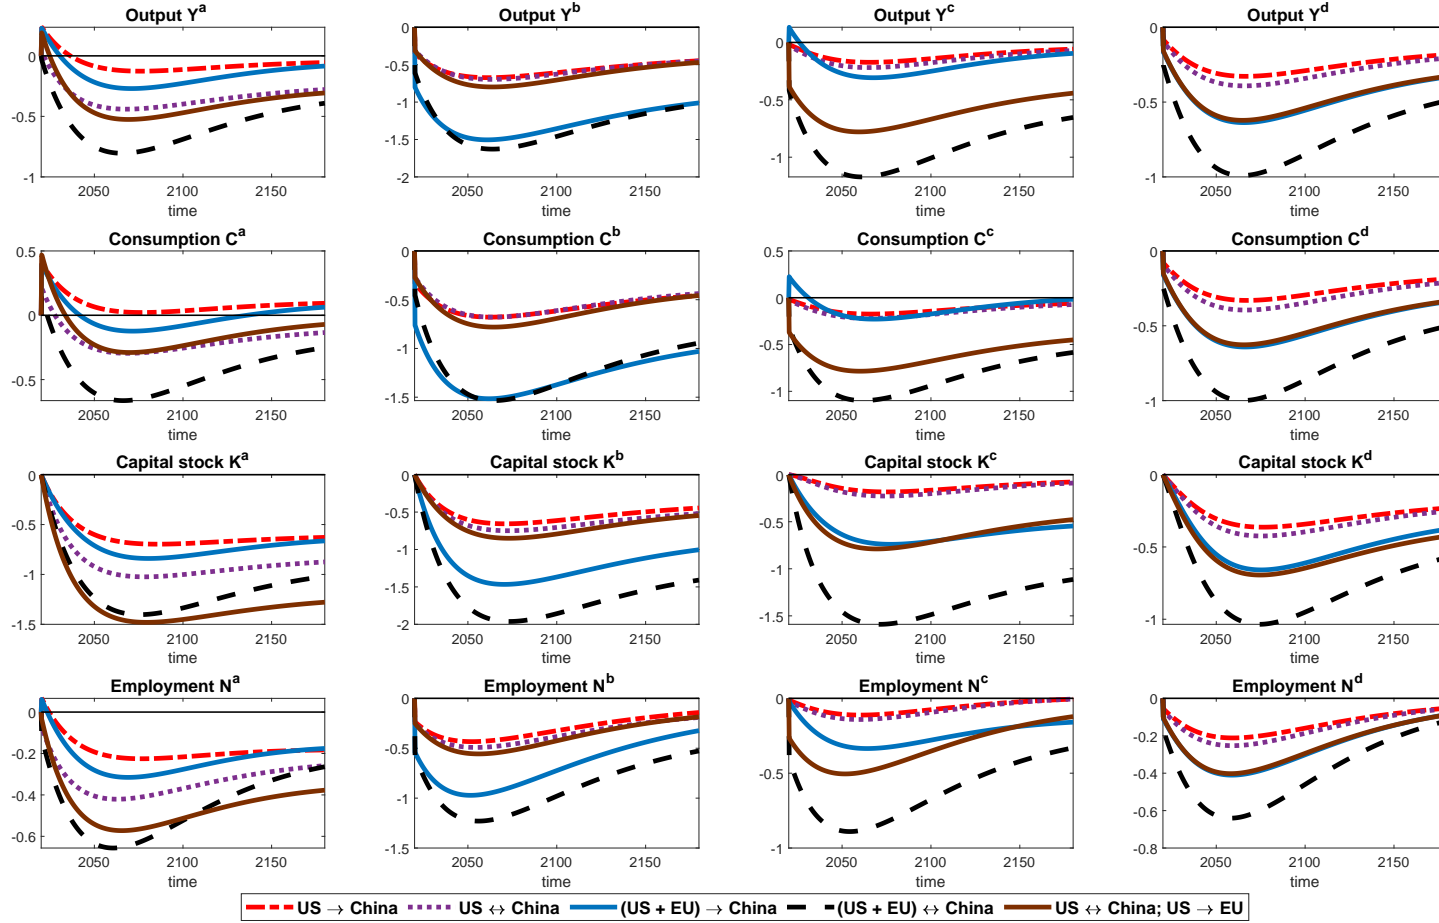 Output Y^a
0
-0.5
-1
2050 2100 2150
time
Output Y^b
0
-0.5
-1
-1.5
-2
2050 2100 2150
time
Output Y^c
0
-0.5
-1
2050 2100 2150
time
Output Y^d
0
-0.5
-1
2050 2100 2150
time
Consumption C^a
0.5
0
-0.5
2050 2100 2150
time
Consumption C^b
0
-0.5
-1
-1.5
2050 2100 2150
time
Consumption C^c
0.5
0
-0.5
-1
2050 2100 2150
time
Consumption C^d
0
-0.5
-1
2050 2100 2150
time
Capital stock K^a
0
-0.5
-1
-1.5
2050 2100 2150
time
Capital stock K^b
0
-0.5
-1
-1.5
-2
2050 2100 2150
time
Capital stock K^c
0
-0.5
-1
-1.5
2050 2100 2150
time
Capital stock K^d
0
-0.5
-1
2050 2100 2150
time
Employment N^a
0
-0.2
-0.4
-0.6
2050 2100 2150
time
Employment N^b
0
-0.5
-1
-1.5
2050 2100 2150
time
Employment N^c
0
-0.5
-1
2050 2100 2150
time
Employment N^d
0
-0.2
-0.4
-0.6
-0.8
2050 2100 2150
time
US → China US ↔ China (US + EU) → China (US + EU) ↔ China US ↔ China; US → EU